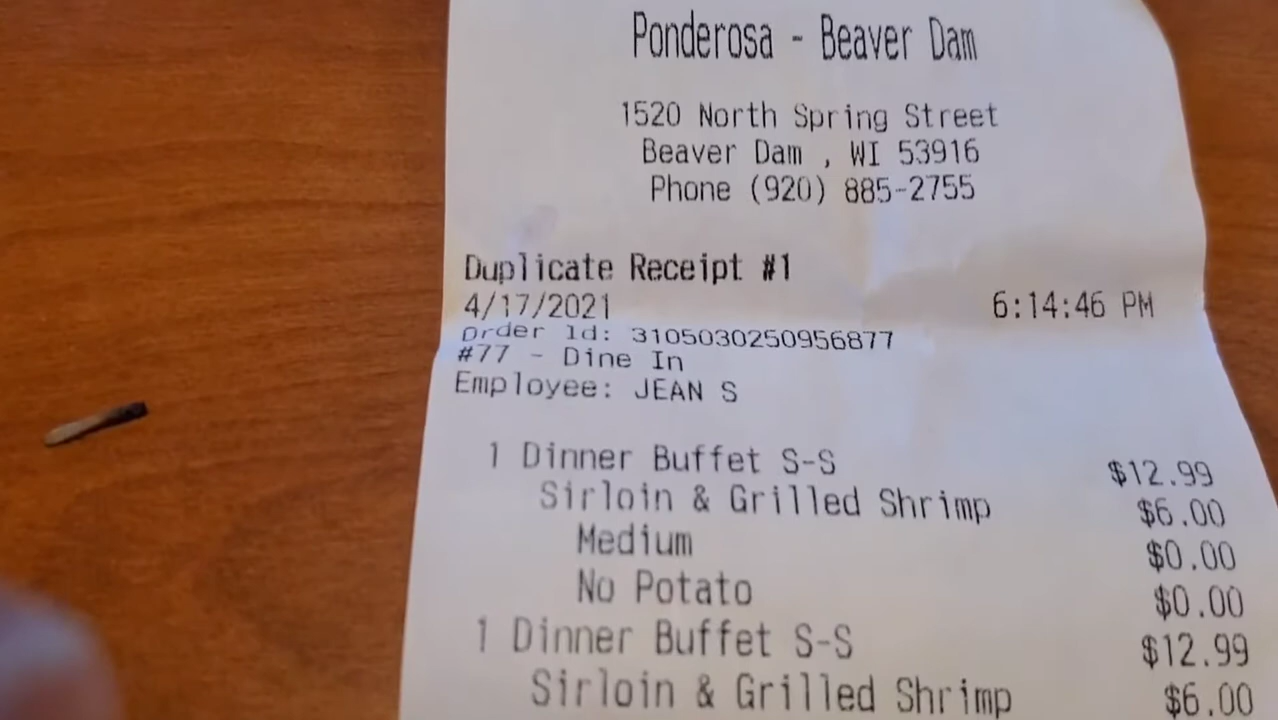 Ponderosa - Beaver Dam
1520 North Spring Street
Beaver Dam , WI 53916
Phone (920) 885-2755
Duplicate Receipt #1
4/17/2021 6:14:46 PM
Order Id: 3105030250956877
#77 - Dine In
Employee: JEAN S
1 Dinner Buffet S-S $12.99
Sirloin & Grilled Shrimp $6.00
Medium $0.00
No Potato $0.00
1 Dinner Buffet S-S $12.99
Sirloin & Grilled Shrimp $6.00